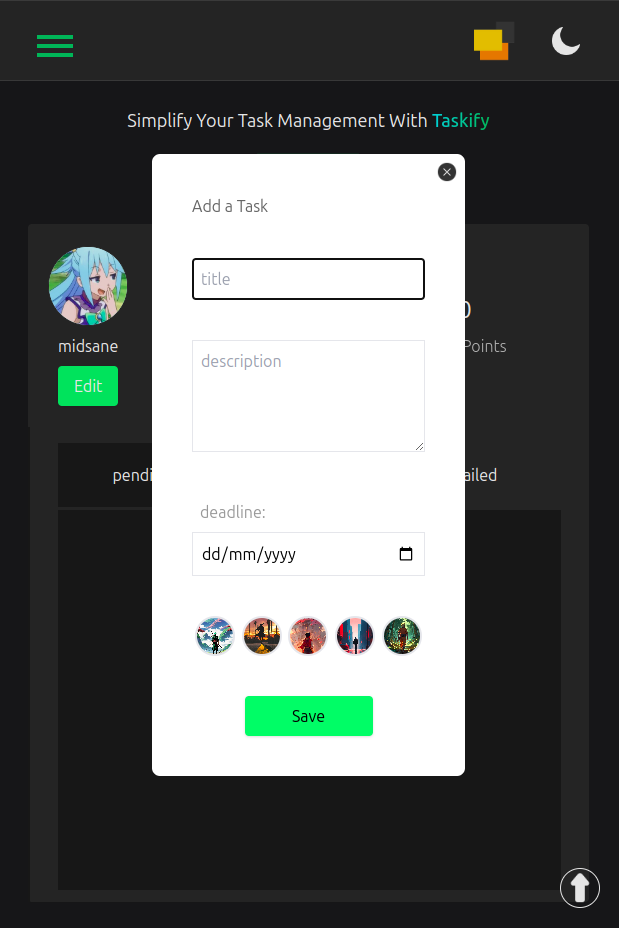 Simplify Your Task Management With Taskify
Add a Task
title
0
midsane
Points
description
Edit
pendi
ailed
deadline:
dd/mm/yyyy
Save